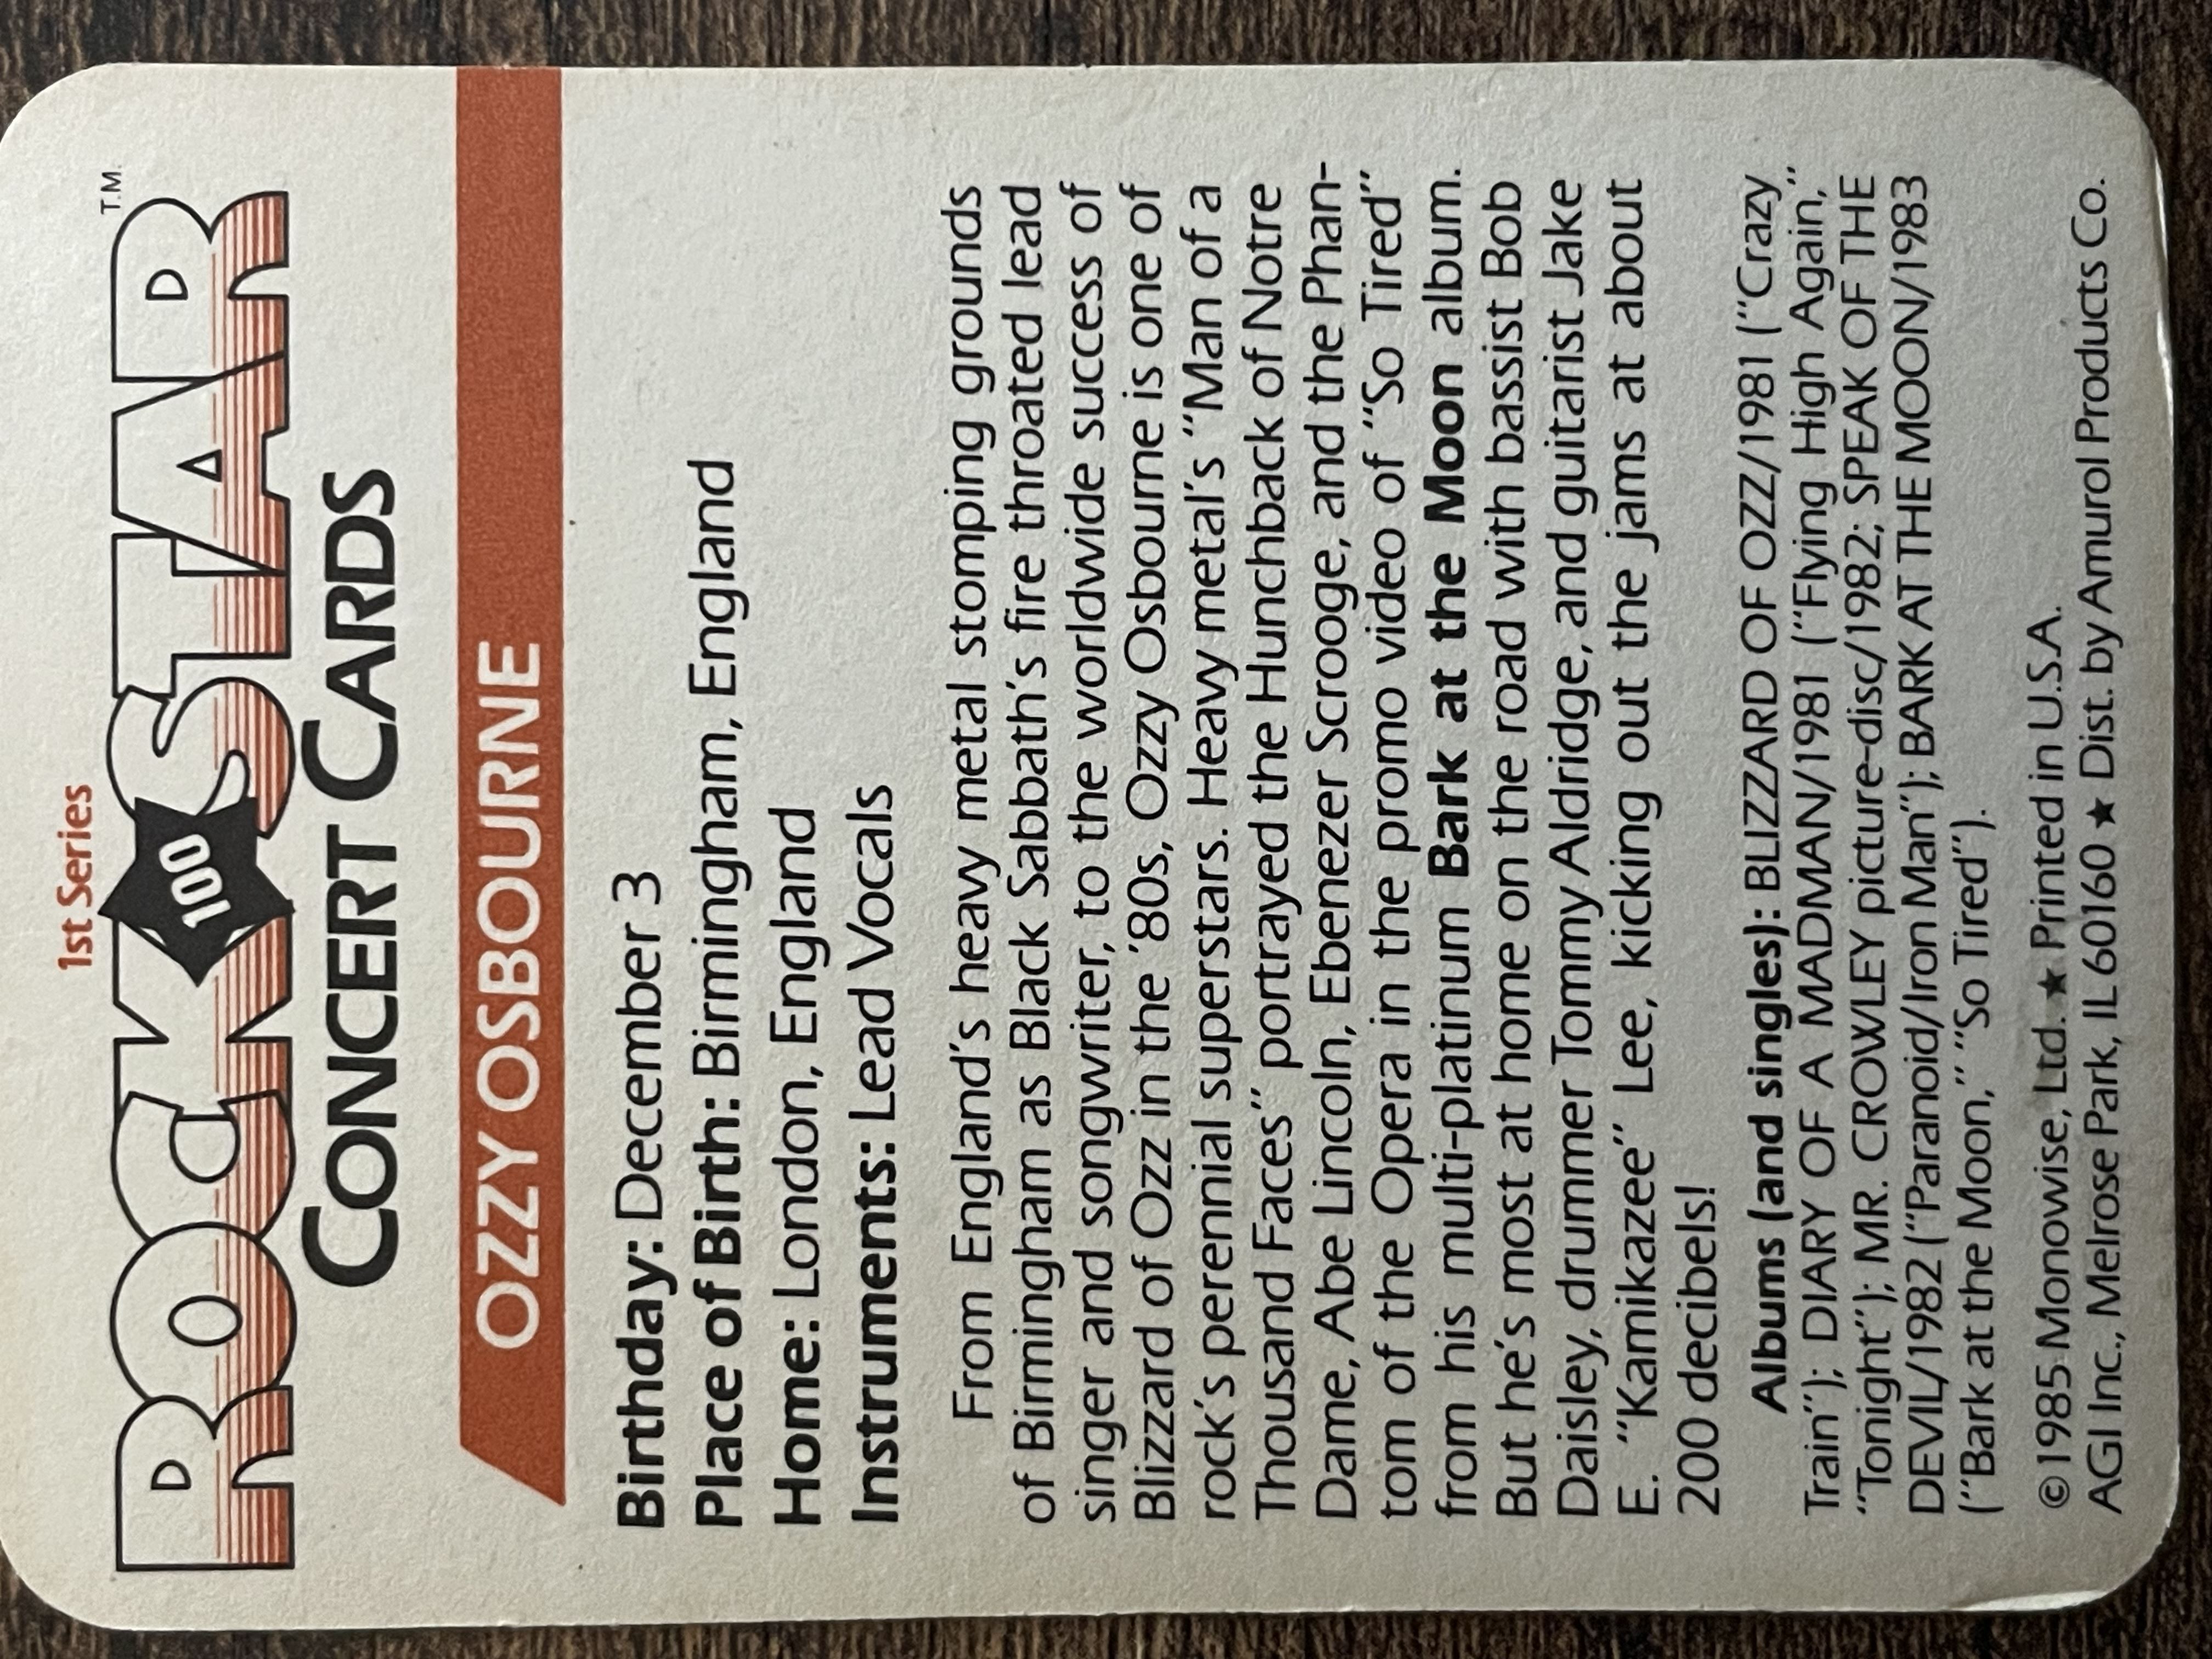 1st Series
ROCK 100 STAR T.M.
CONCERT CARDS
OZZY OSBOURNE
Birthday: December 3
Place of Birth: Birmingham, England
Home: London, England
Instruments: Lead Vocals
From England's heavy metal stomping grounds
of Birmingham as Black Sabbath's fire throated lead
singer and songwriter, to the worldwide success of
Blizzard of Ozz in the '80s, Ozzy Osbourne is one of
rock's perennial superstars. Heavy metal's "Man of a
Thousand Faces" portrayed the Hunchback of Notre
Dame, Abe Lincoln, Ebenezer Scrooge, and the Phan-
tom of the Opera in the promo video of "So Tired"
from his multi-platinum Bark at the Moon album.
But he's most at home on the road with bassist Bob
Daisley, drummer Tommy Aldridge, and guitarist Jake
E. "Kamikazee" Lee, kicking out the jams at about
200 decibels!
Albums (and singles): BLIZZARD OF OZZ/1981 ("Crazy
Train"); DIARY OF A MADMAN/1981 ("Flying High Again,"
"Tonight"); MR. CROWLEY picture-disc/1982; SPEAK OF THE
DEVIL/1982 ("Paranoid/Iron Man"); BARK AT THE MOON/1983
("Bark at the Moon," "So Tired").
©1985 Monowise, Ltd. ★ Printed in U.S.A.
AGI Inc., Melrose Park, IL 60160 ★ Dist. by Amurol Products Co.